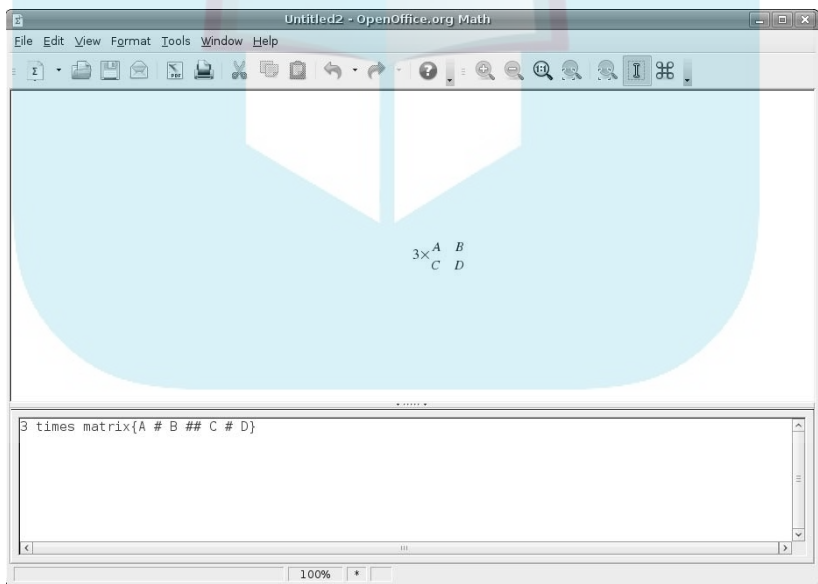 Untitled2 - OpenOffice.org Math
File Edit View Format Tools Window Help
3×A B
C D
3 times matrix{A # B ## C # D}
100% *